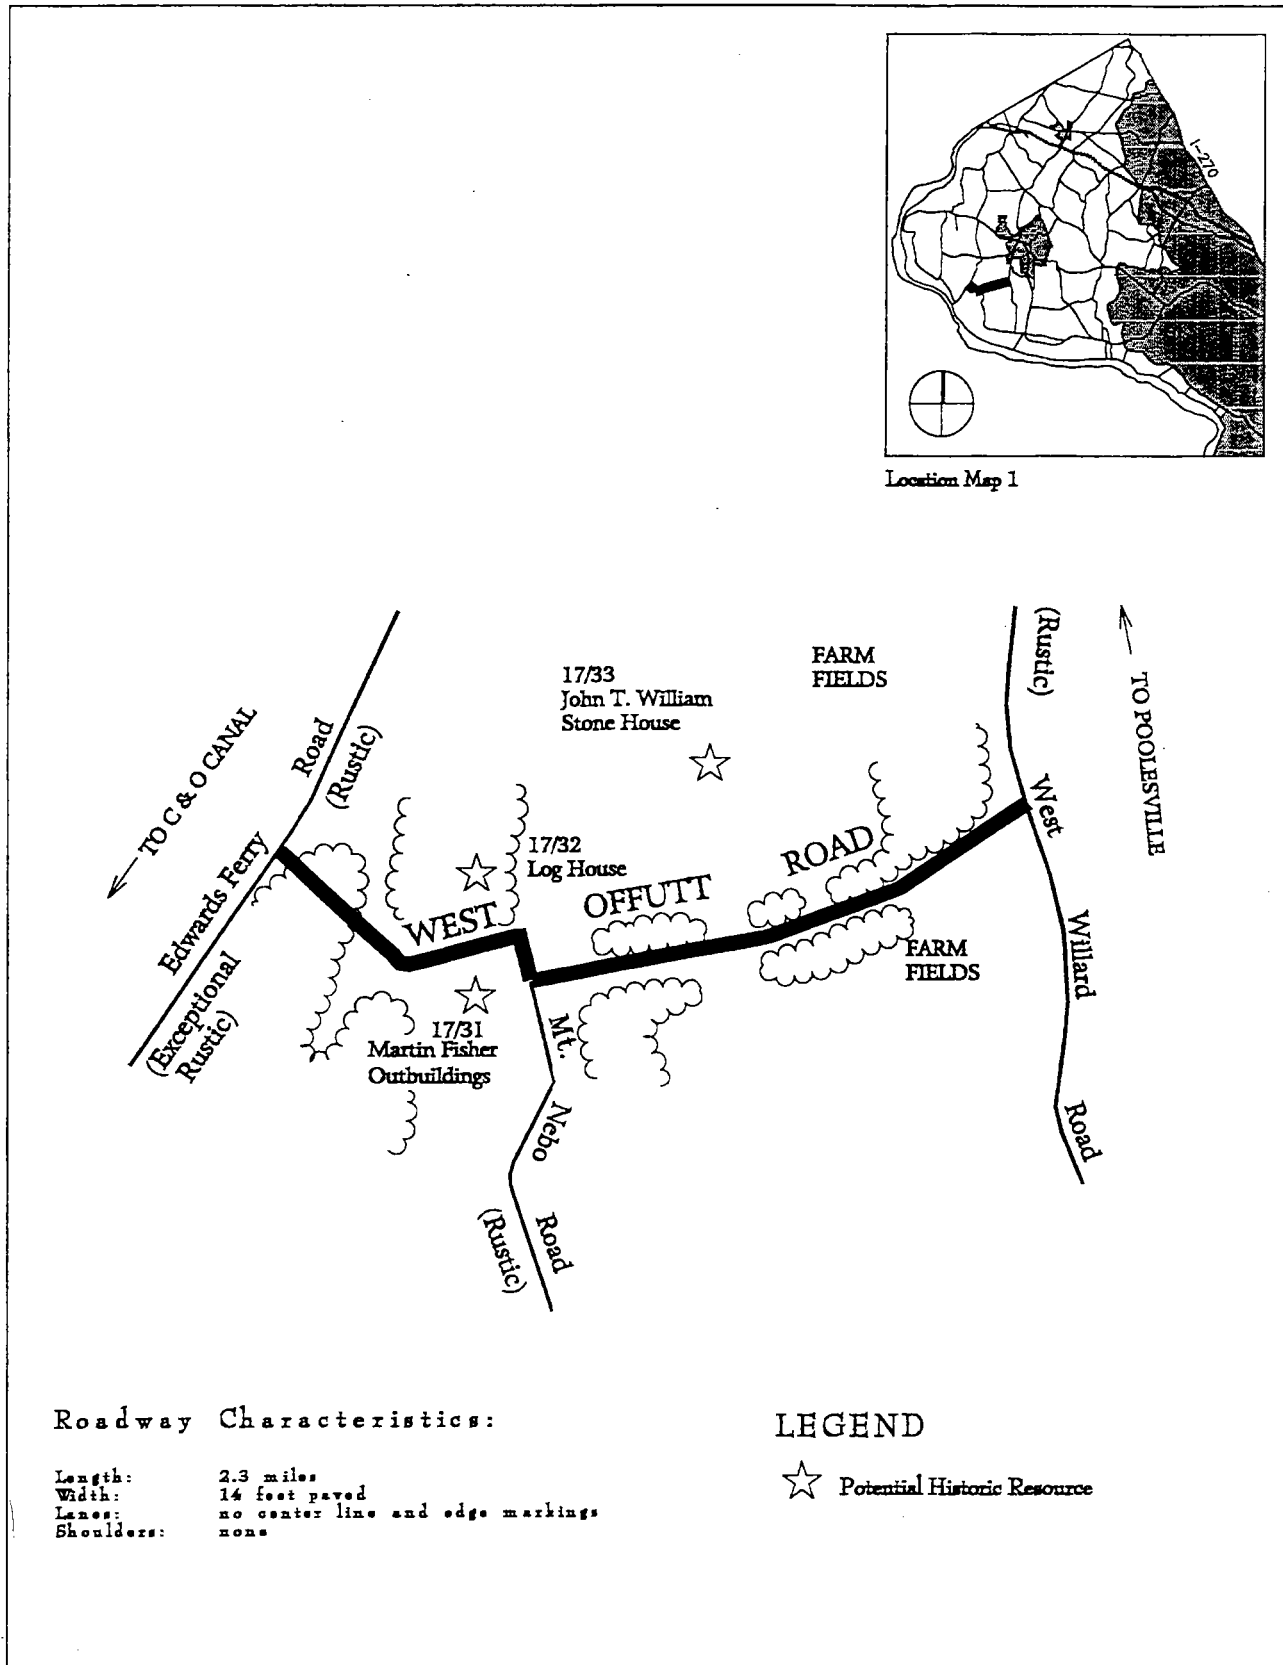 I-270
Location Map 1
(Rustic)
FARM
FIELDS
17/33
John T. William
Stone House
TO POOLESVILLE
TO C & O CANAL
Road
(Rustic)
West
ROAD
17/32
Log House
OFFUTT
WEST
Edwards Ferry
(Exceptional
Rustic)
FARM
FIELDS
Willard
17/31
Martin Fisher
Outbuildings
Mt.
Nebo
Road
Road
(Rustic)
Roadway Characteristics:
Length: 2.3 miles
Width: 14 feet paved
Lanes: no center line and edge markings
Shoulders: none
LEGEND
Potential Historic Resource